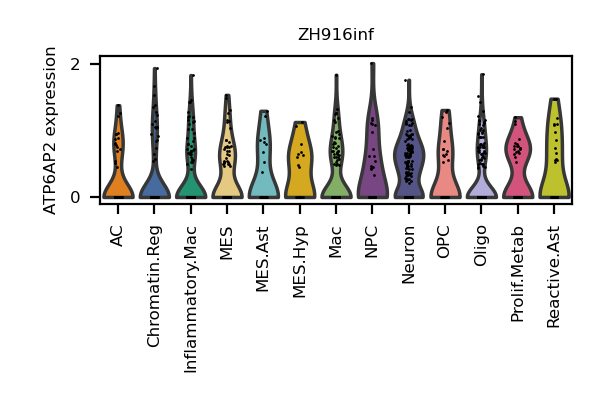 ZH916inf
ATP6AP2 expression
2
0
AC
Chromatin.Reg
Inflammatory.Mac
MES
MES.Ast
MES.Hyp
Mac
NPC
Neuron
OPC
Oligo
Prolif.Metab
Reactive.Ast